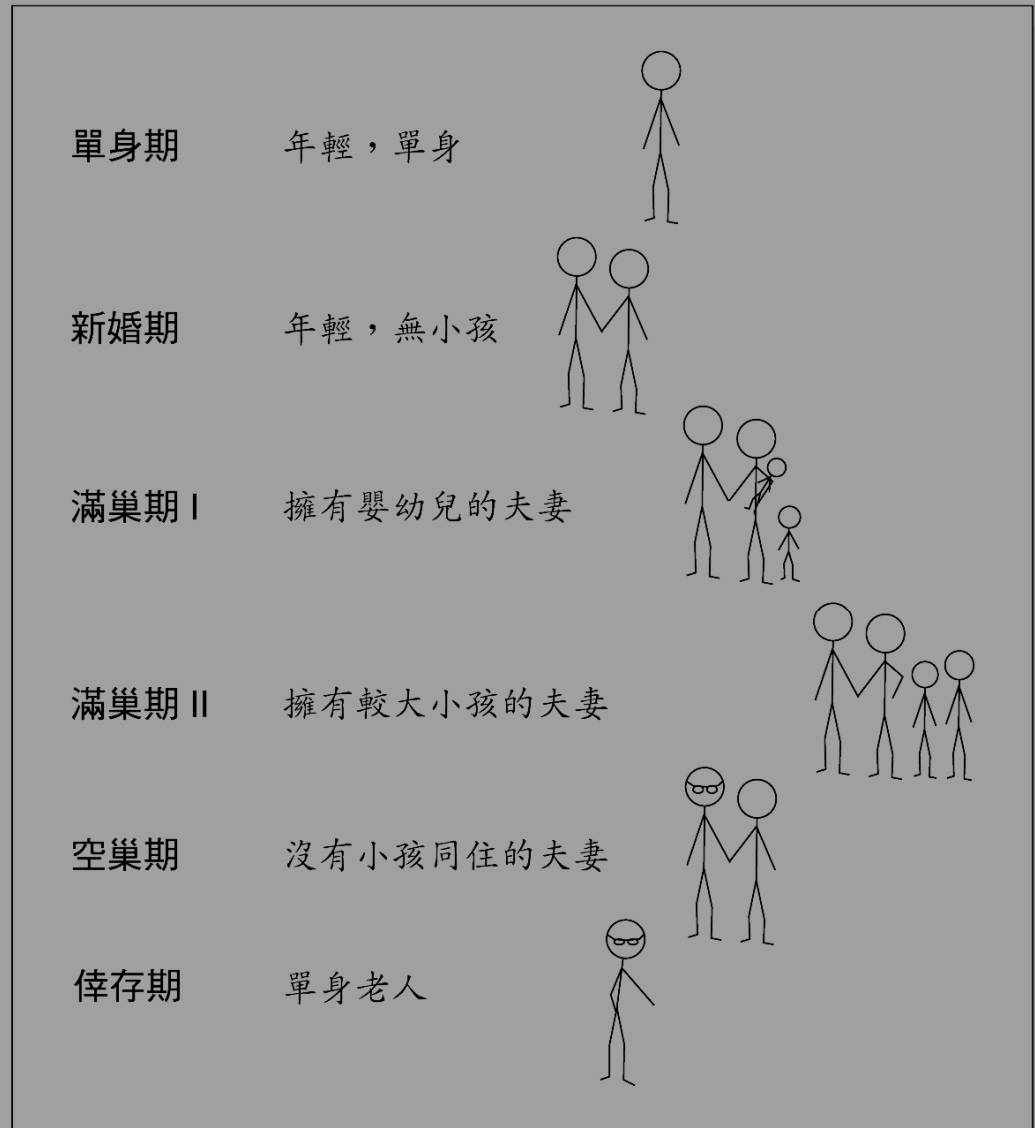 單身期 年輕，單身
新婚期 年輕，無小孩
滿巢期 I 擁有嬰幼兒的夫妻
滿巢期 II 擁有較大小孩的夫妻
空巢期 沒有小孩同住的夫妻
倖存期 單身老人